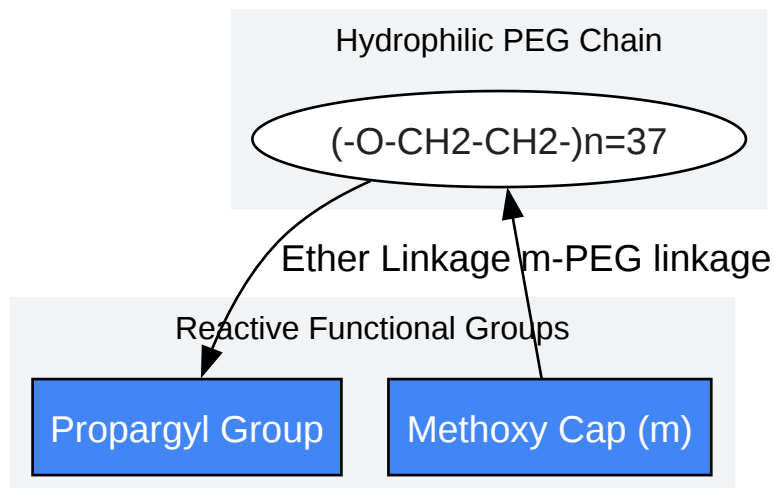 Hydrophilic PEG Chain
(-O-CH2-CH2-)n=37
Ether Linkage
m-PEG linkage
Reactive Functional Groups
Propargyl Group
Methoxy Cap (m)